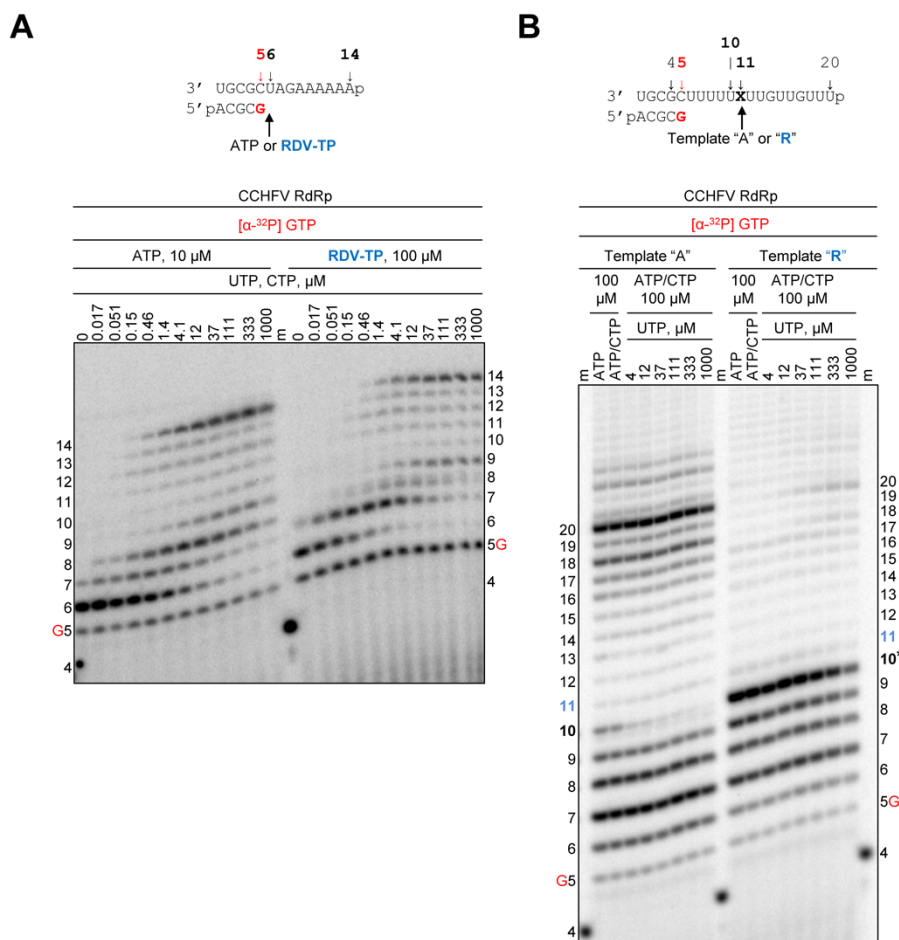 A
56 14
3' UGCGCUAGAAAAAAp
5'pACGCG
ATP or RDV-TP
CCHFV RdRp
[α-³²P] GTP
ATP, 10 µM RDV-TP, 100 µM
UTP, CTP, µM
0 0.017 0.051 0.15 0.46 1.4 4.1 12 37 111 333 1000 m 0 0.017 0.051 0.15 0.46 1.4 4.1 12 37 111 333 1000
14
13
12
11
10
9
8
7
6
G5
4
14
13
12
11
10
9
8
7
6
5G
4
B
10
4 5 | 11 20
3' UGCGCUUUUUXUUGUUGUUUp
5'pACGCG
Template "A" or "R"
CCHFV RdRp
[α-³²P] GTP
Template "A" Template "R"
100 µM ATP/CTP 100 µM 100 µM ATP/CTP 100 µM
UTP, µM UTP, µM
m ATP ATP/CTP 4 12 37 111 333 1000 m ATP ATP/CTP 4 12 37 111 333 1000 m
20
19
18
17
16
15
14
13
12
11
10
9
8
7
6
G5
4
20
19
18
17
16
15
14
13
12
11
10*
9
8
7
6
5G
4